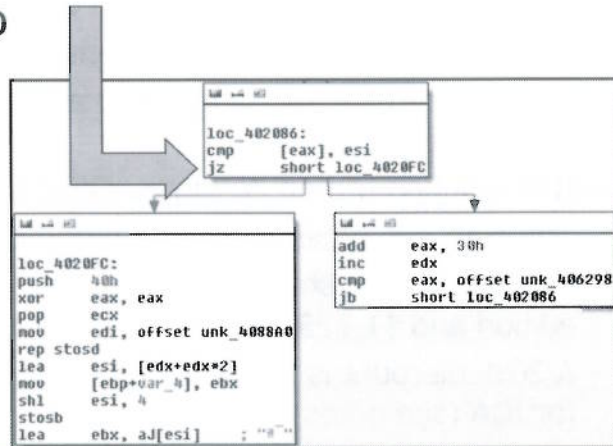 loc_402086:
cmp [eax], esi
jz short loc_4020FC
loc_4020FC:
push 40h
xor eax, eax
pop ecx
mov edi, offset unk_4088A0
rep stosd
lea esi, [edx+edx*2]
mov [ebp+var_4], ebx
shl esi, 4
stosb
lea ebx, aJ[esi]
add eax, 30h
inc edx
cmp eax, offset unk_406298
jb short loc_402086